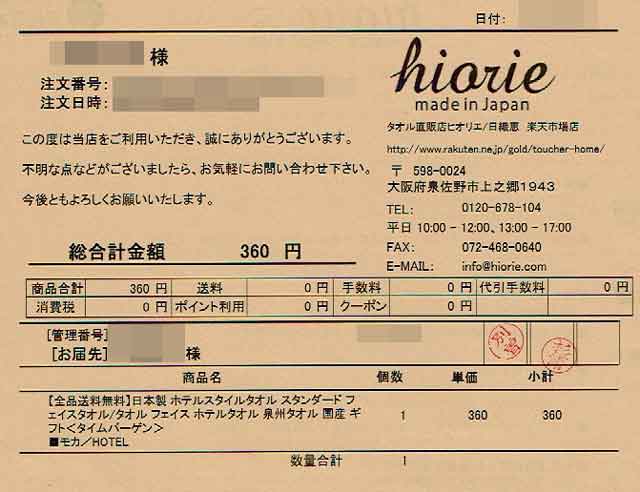 日付:
様
注文番号:
注文日時:
hiorie
made in Japan
タオル直販店ヒオリエ/日織恵 楽天市場店
http://www.rakuten.ne.jp/gold/toucher-home/
この度は当店をご利用いただき、誠にありがとうございます。
不明な点などがございましたら、お気軽にお問い合わせ下さい。
今後ともよろしくお願いいたします。
〒 598-0024
大阪府泉佐野市上之郷1943
TEL: 0120-678-104
平日 10:00 - 12:00、13:00 - 17:00
FAX: 072-468-0640
E-MAIL: info@hiorie.com
総合計金額 360 円
商品合計 360 円 送料 0 円 手数料 0 円 代引手数料 0 円
消費税 0 円 ポイント利用 0 円 クーポン 0 円
[管理番号]
[お届先] 様
商品名 個数 単価 小計
【全品送料無料】日本製 ホテルスタイルタオル スタンダード フ
ェイスタオル/タオル フェイス ホテルタオル 泉州タオル 国産 ギ
フト<タイムバーゲン>
■モカ/HOTEL
1 360 360
数量合計 1